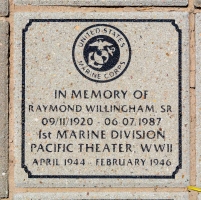 UNITED STATES
MARINE CORPS
IN MEMORY OF
RAYMOND WILLINGHAM, SR
09/11/1920 - 06.07.1987
1st MARINE DIVISION
PACIFIC THEATER, WWII
APRIL 1944 - FEBRUARY 1946